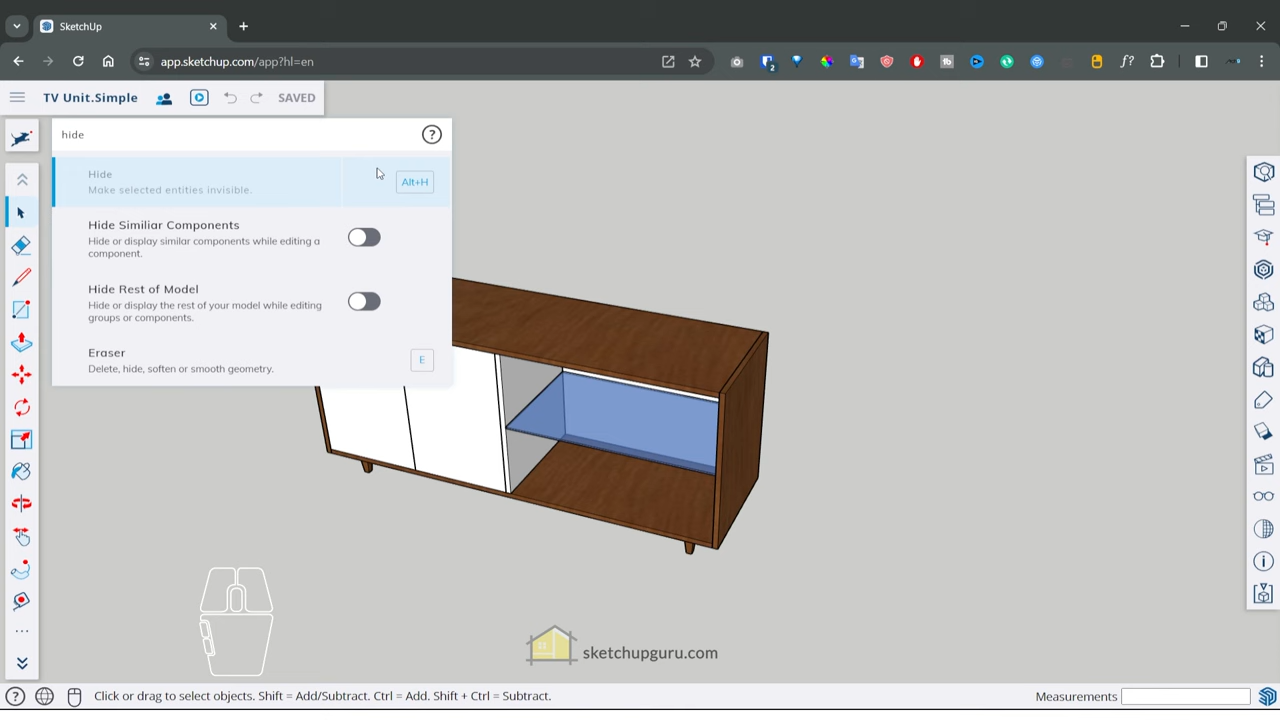 SketchUp
app.sketchup.com/app?hl=en
2
f?
TV Unit.Simple
SAVED
hide
?
Hide
Make selected entities invisible.
Alt+H
Hide Similiar Components
Hide or display similar components while editing a
component.
Hide Rest of Model
Hide or display the rest of your model while editing
groups or components.
Eraser
Delete, hide, soften or smooth geometry.
E
sketchupguru.com
Click or drag to select objects. Shift = Add/Subtract. Ctrl = Add. Shift + Ctrl = Subtract.
Measurements